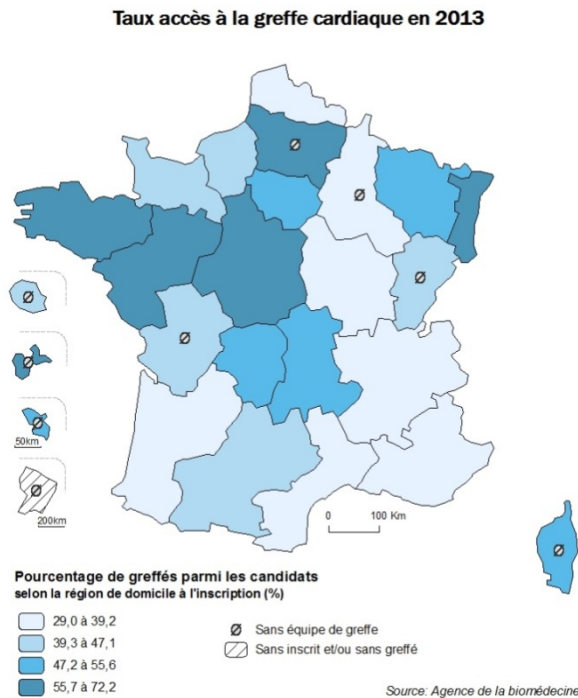 Taux accès à la greffe cardiaque en 2013
50km
200km
0 100 Km
Pourcentage de greffés parmi les candidats
selon la région de domicile à l'inscription (%)
29,0 à 39,2
39,3 à 47,1
47,2 à 55,6
55,7 à 72,2
Sans équipe de greffe
Sans inscrit et/ou sans greffé
Source: Agence de la biomédecine